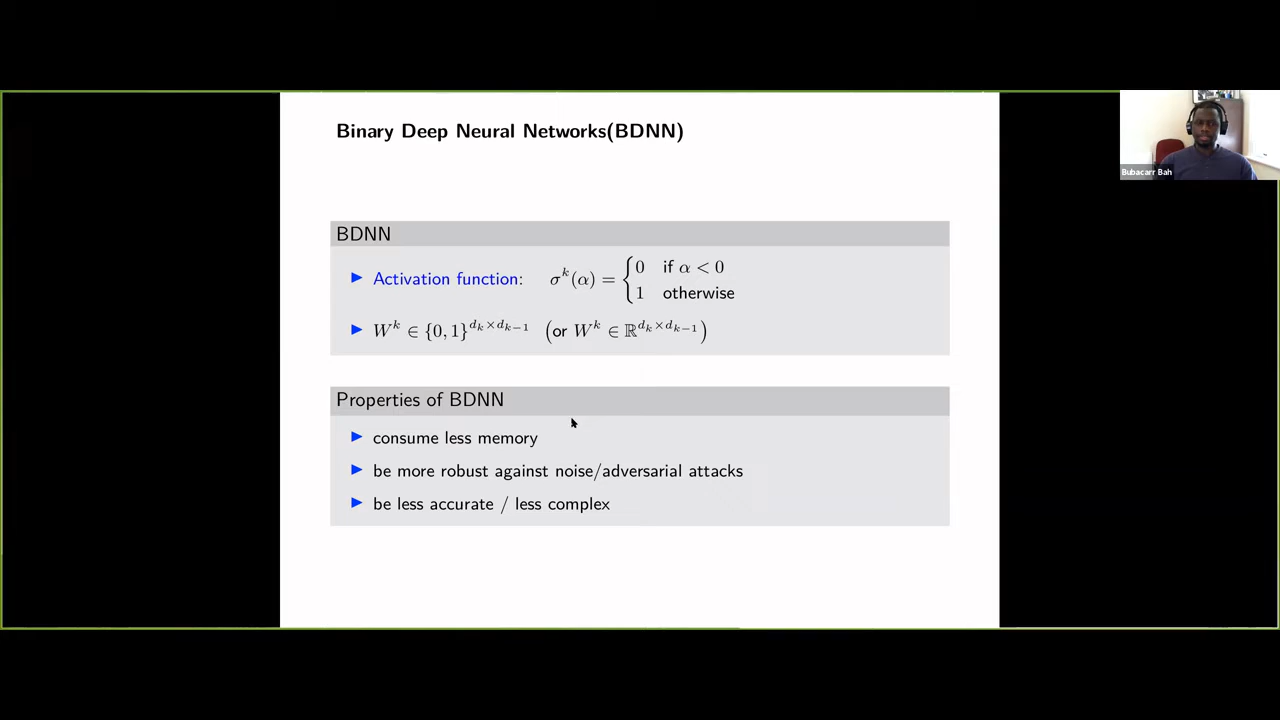 Binary Deep Neural Networks(BDNN)
Bubacarr Bah
BDNN
Activation function: σ^k(α) = { 0 if α < 0
1 otherwise
W^k ∈ {0, 1}^{d_k×d_{k−1}} (or W^k ∈ ℝ^{d_k×d_{k−1}})
Properties of BDNN
consume less memory
be more robust against noise/adversarial attacks
be less accurate / less complex